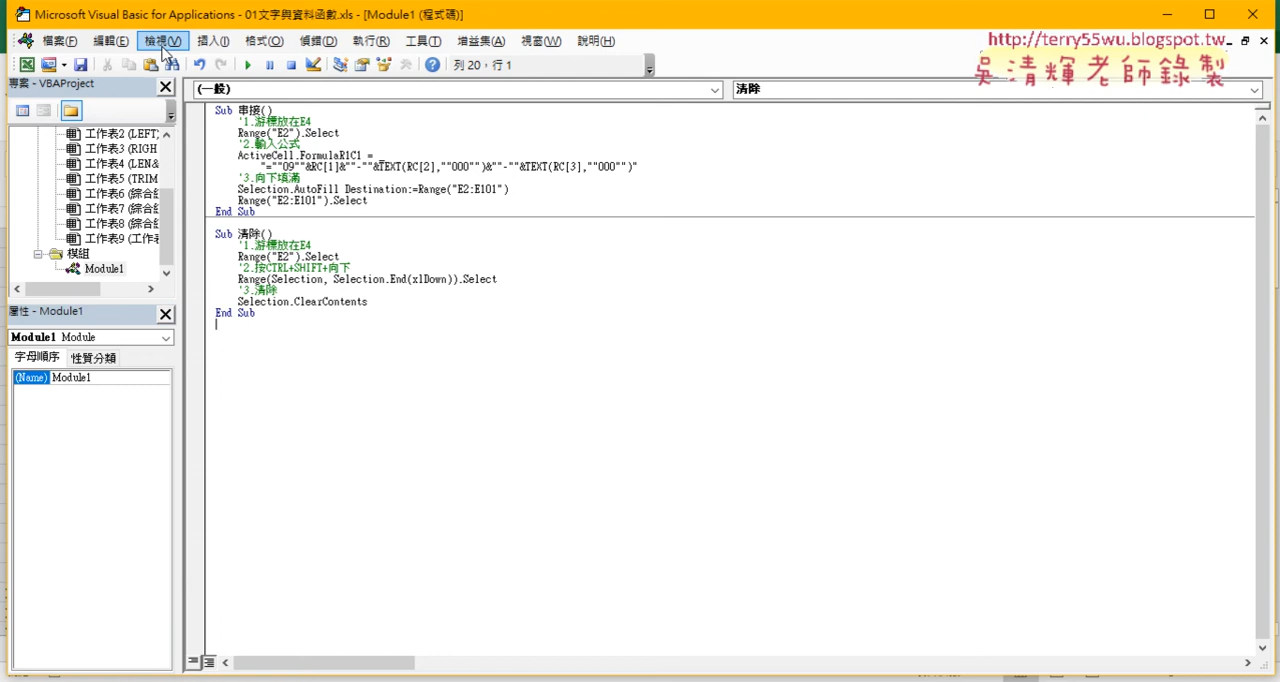 Microsoft Visual Basic for Applications - 01文字與資料函數.xls - [Module1 (程式碼)]
檔案(F) 編輯(E) 檢視(V) 插入(I) 格式(O) 偵錯(D) 執行(R) 工具(T) 增益集(A) 視窗(W) 說明(H)
http://terry55wu.blogspot.tw
吳清輝老師錄製
列 20，行 1
專案 - VBAProject
(一般)
清除
工作表2 (LEFT
工作表3 (RIGH
工作表4 (LEN&
工作表5 (TRIM
工作表6 (綜合
工作表7 (綜合
工作表8 (綜合
工作表9 (工作表
模組
Module1
屬性 - Module1
Module1 Module
字母順序 性質分類
(Name) Module1
Sub 串接()
'1.游標放在E4
Range("E2").Select
'2.輸入公式
ActiveCell.FormulaR1C1 = _
"=""09""&RC[1]&""-""&TEXT(RC[2],""000"")&""-""&TEXT(RC[3],""000"")"
'3.向下填滿
Selection.AutoFill Destination:=Range("E2:E101")
Range("E2:E101").Select
End Sub
Sub 清除()
'1.游標放在E4
Range("E2").Select
'2.按CTRL+SHIFT+向下
Range(Selection, Selection.End(xlDown)).Select
'3.清除
Selection.ClearContents
End Sub